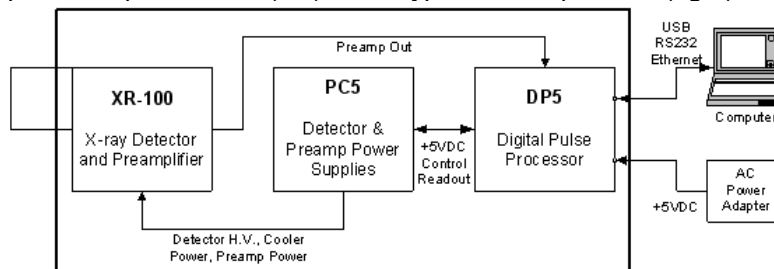 Preamp Out
USB
RS232
Ethernet
XR-100
X-ray Detector
and Preamplifier
PC5
Detector &
Preamp Power
Supplies
+5VDC
Control
Readout
DP5
Digital Pulse
Processor
Computer
AC
Power
Adapter
+5VDC
Detector H.V., Cooler
Power, Preamp Power